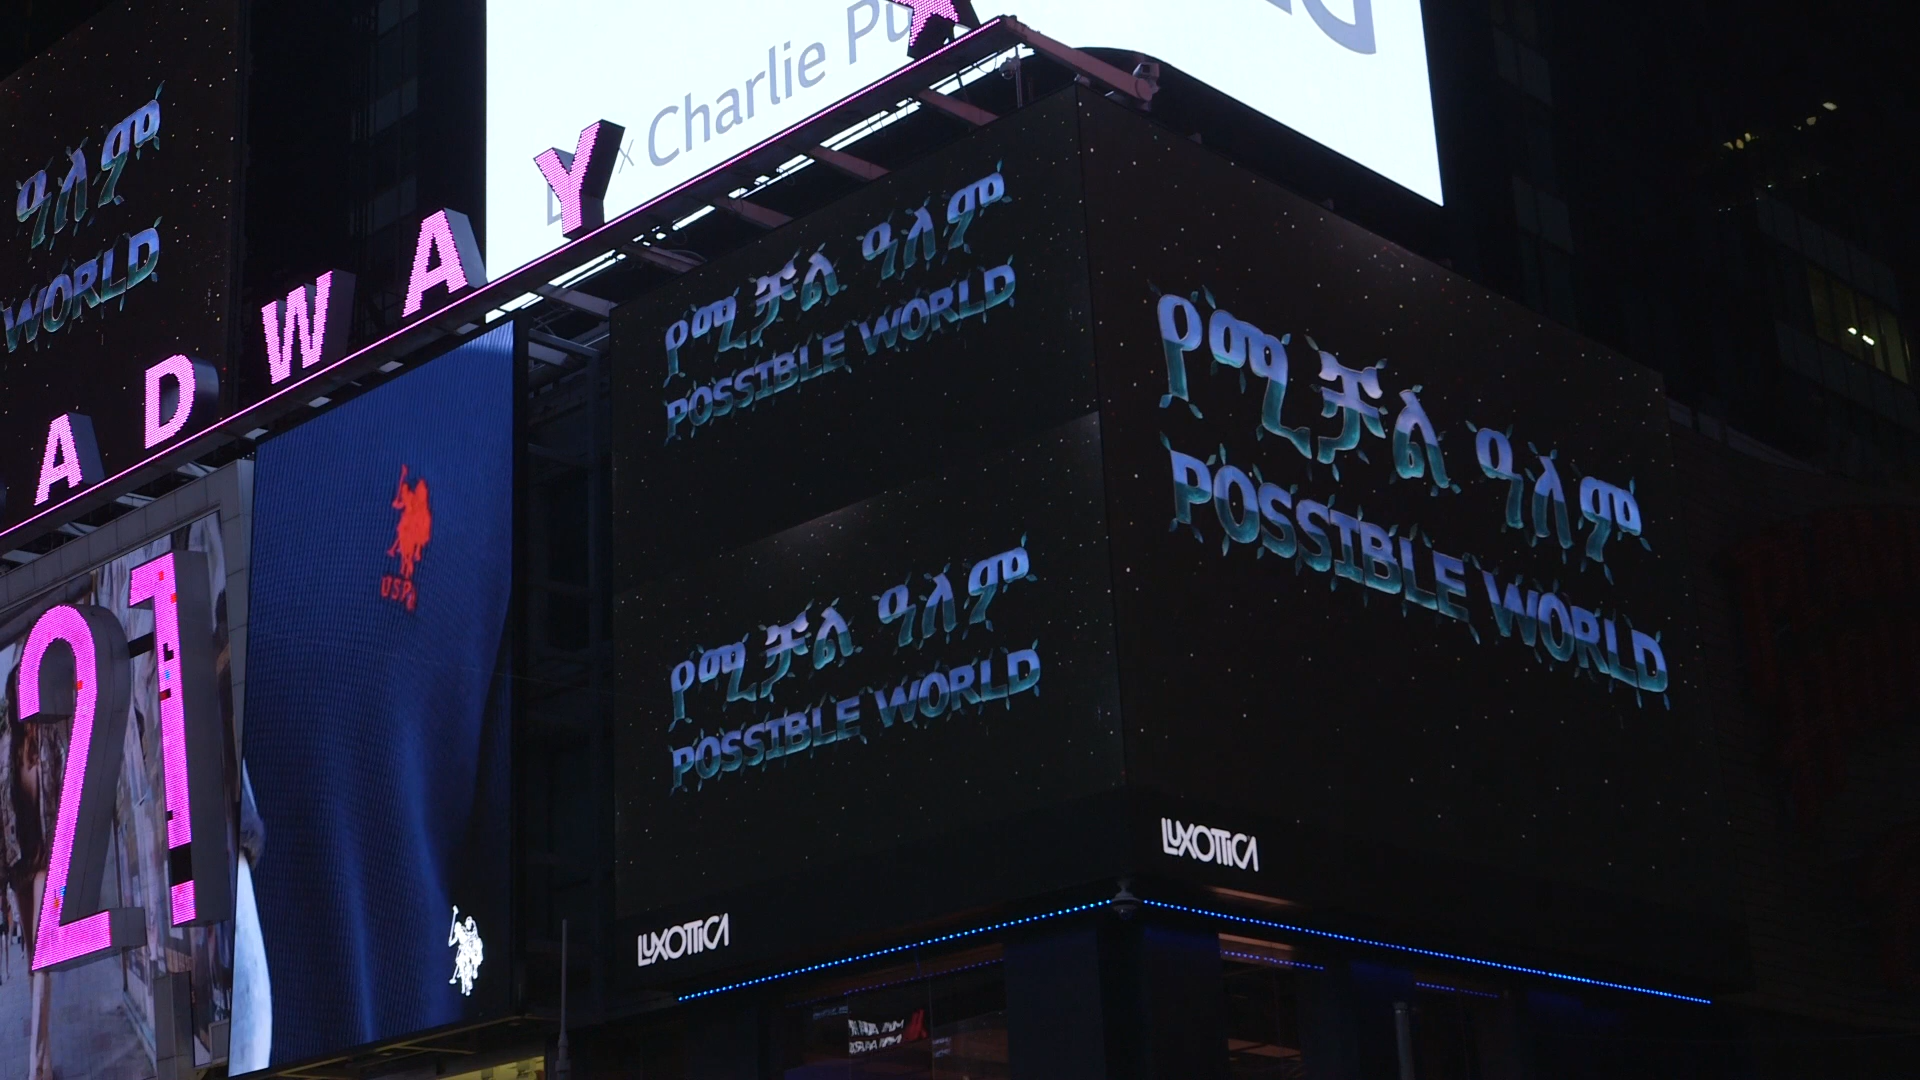 x Charlie Pu
ADWAY
ዓለም
WORLD
የሚቻል ዓለም
POSSIBLE WORLD
የሚቻል ዓለም
POSSIBLE WORLD
የሚቻል ዓለም
POSSIBLE WORLD
21
LUXOTTICA
LUXOTTICA